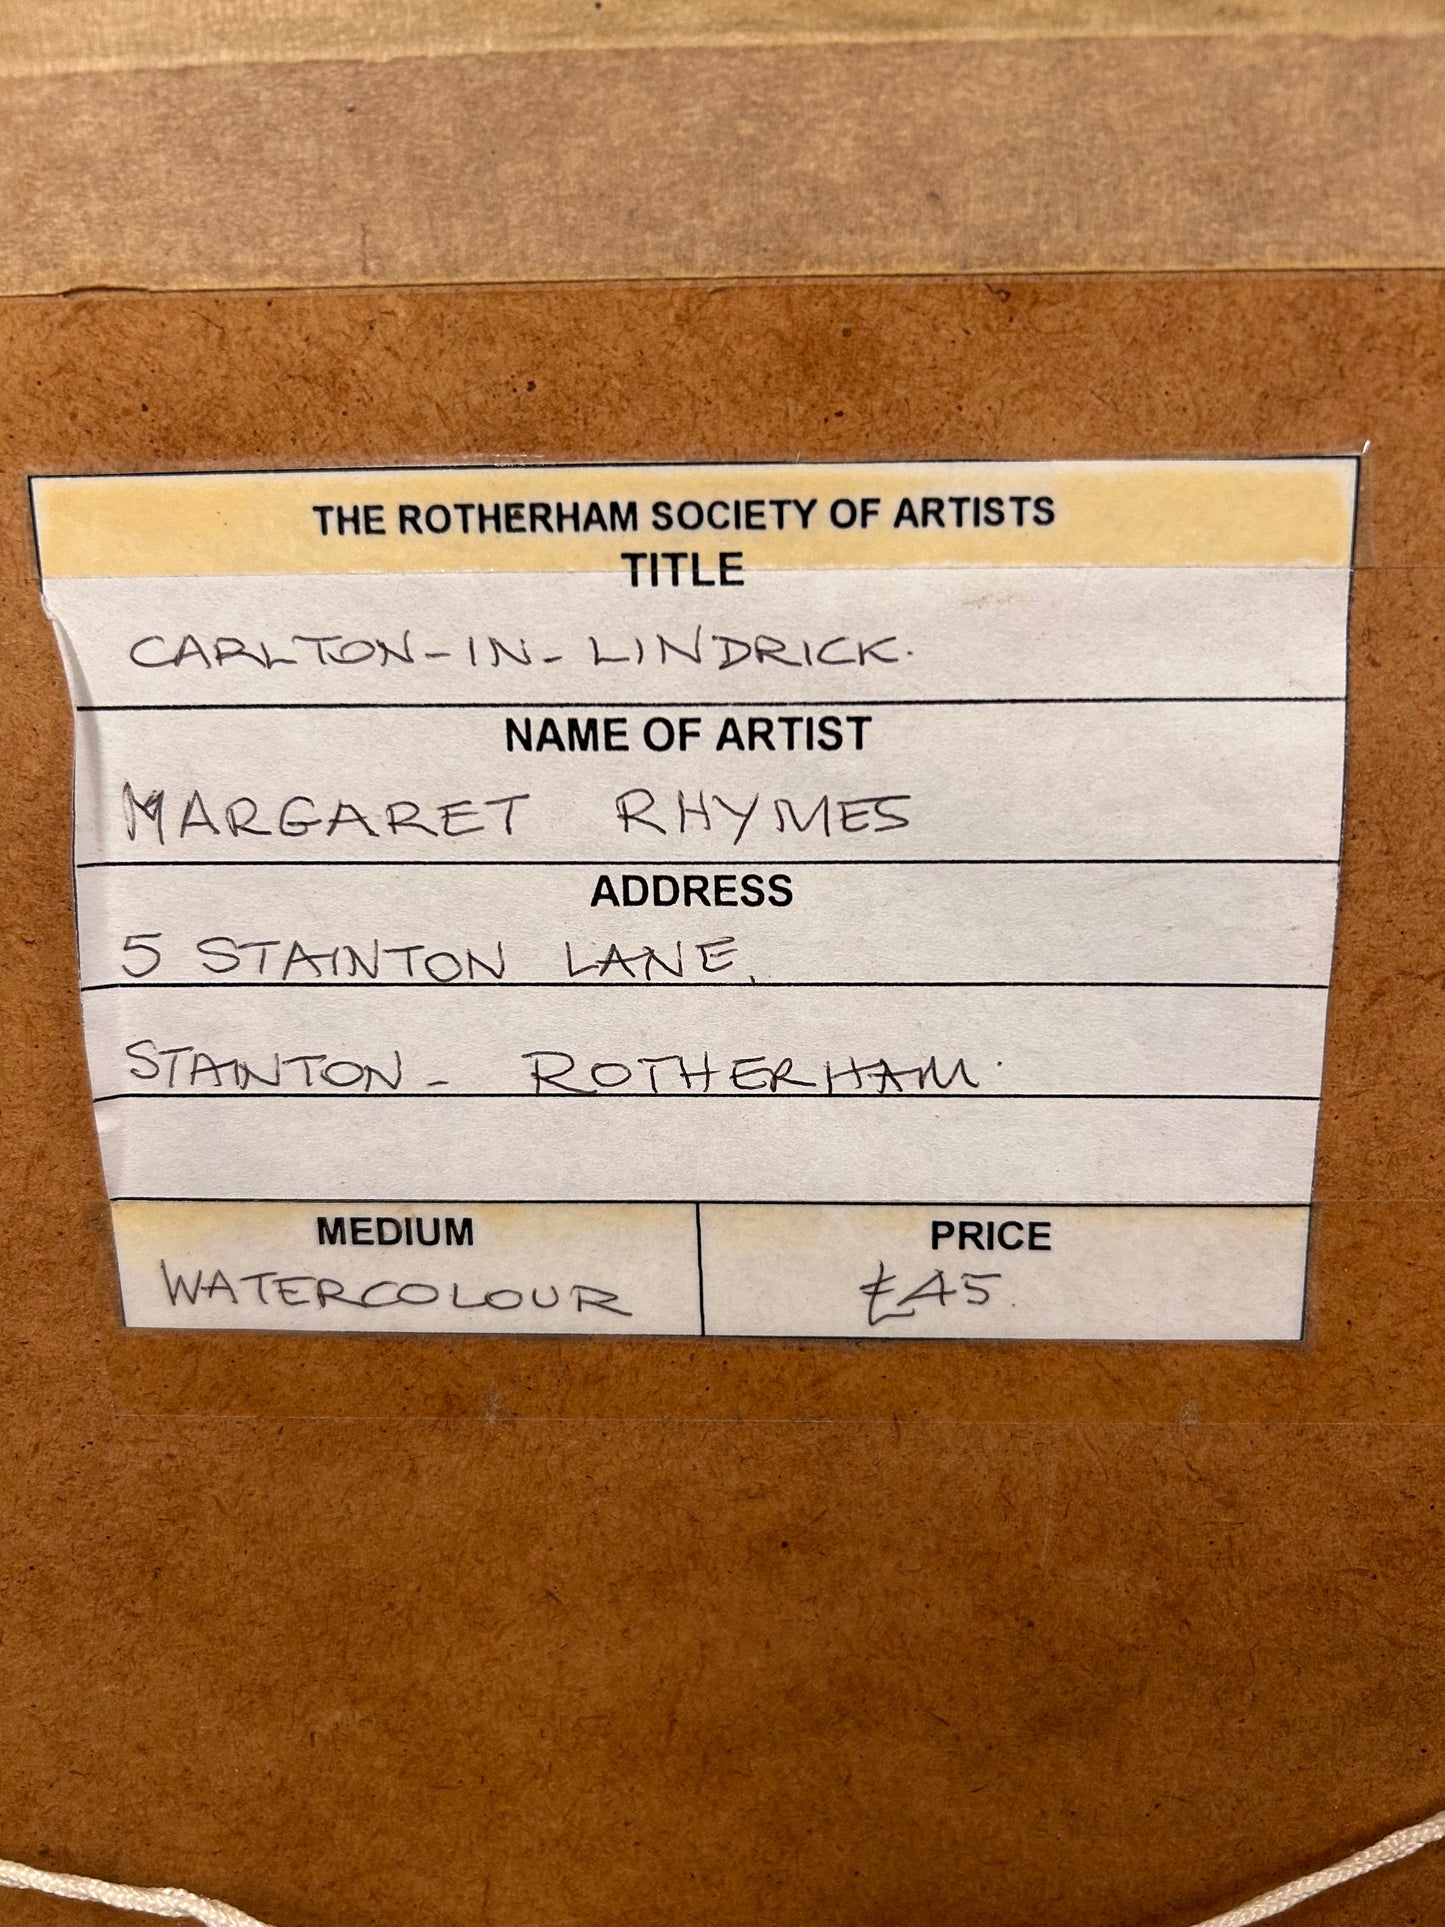 THE ROTHERHAM SOCIETY OF ARTISTS
TITLE
CARLTON-IN-LINDRICK.
NAME OF ARTIST
MARGARET RHYMES
ADDRESS
5 STAINTON LANE,
STAINTON - ROTHERHAM.
MEDIUM
WATERCOLOUR
PRICE
£45.